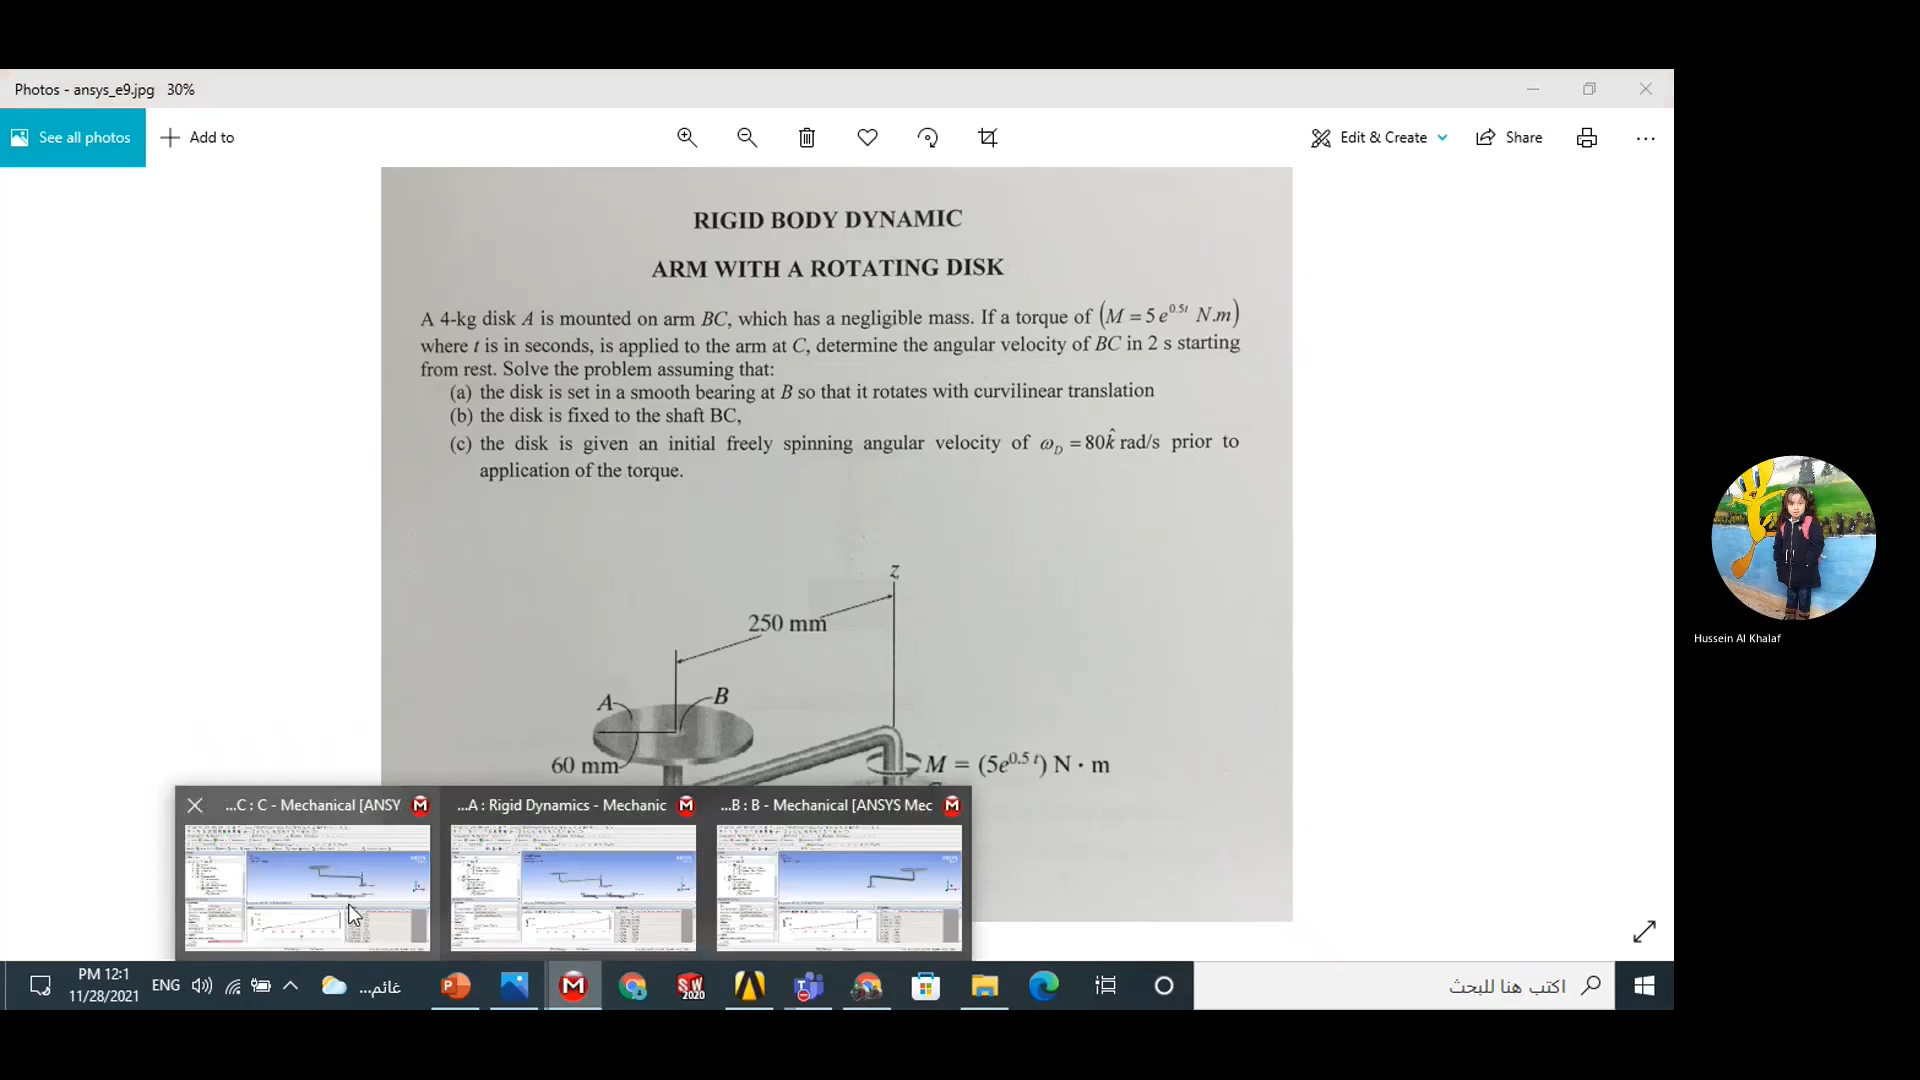 Photos - ansys_e9.jpg 30%
See all photos
Add to
Edit & Create
Share
RIGID BODY DYNAMIC
ARM WITH A ROTATING DISK
A 4-kg disk A is mounted on arm BC, which has a negligible mass. If a torque of (M = 5 e^0.5t N.m)
where t is in seconds, is applied to the arm at C, determine the angular velocity of BC in 2 s starting
from rest. Solve the problem assuming that:
(a) the disk is set in a smooth bearing at B so that it rotates with curvilinear translation
(b) the disk is fixed to the shaft BC,
(c) the disk is given an initial freely spinning angular velocity of ω_D = 80k̂ rad/s prior to
application of the torque.
z
250 mm
A
B
60 mm
M = (5e^0.5 t) N · m
Hussein Al Khalaf
...C : C - Mechanical [ANSY
...A : Rigid Dynamics - Mechanic
...B : B - Mechanical [ANSYS Mec
PM 12:1
11/28/2021
ENG
غائم...
SW
2020
اكتب هنا للبحث